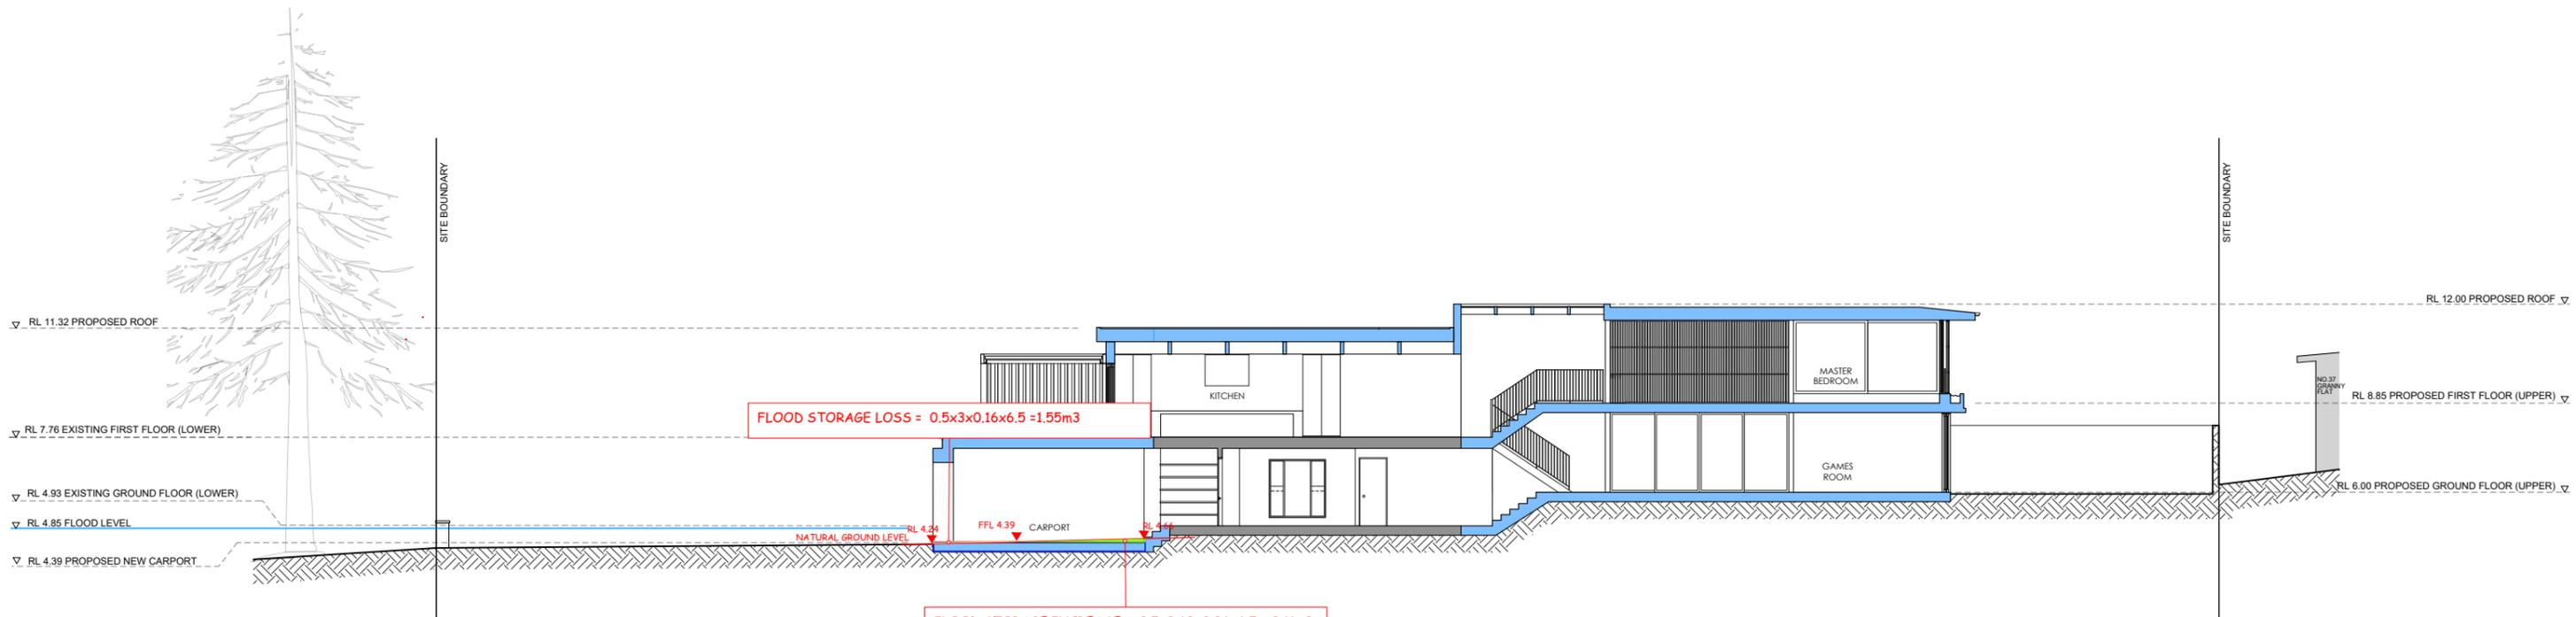 SITE BOUNDARY
SITE BOUNDARY
RL 12.00 PROPOSED ROOF
RL 11.32 PROPOSED ROOF
MASTER
BEDROOM
NO.37
GRANNY
FLAT
KITCHEN
RL 8.85 PROPOSED FIRST FLOOR (UPPER)
FLOOD STORAGE LOSS = 0.5x3x0.16x6.5 =1.55m3
RL 7.76 EXISTING FIRST FLOOR (LOWER)
GAMES
ROOM
RL 6.00 PROPOSED GROUND FLOOR (UPPER)
RL 4.93 EXISTING GROUND FLOOR (LOWER)
RL 4.85 FLOOD LEVEL
RL 4.24
FFL 4.39
CARPORT
RL 4.66
NATURAL GROUND LEVEL
RL 4.39 PROPOSED NEW CARPORT